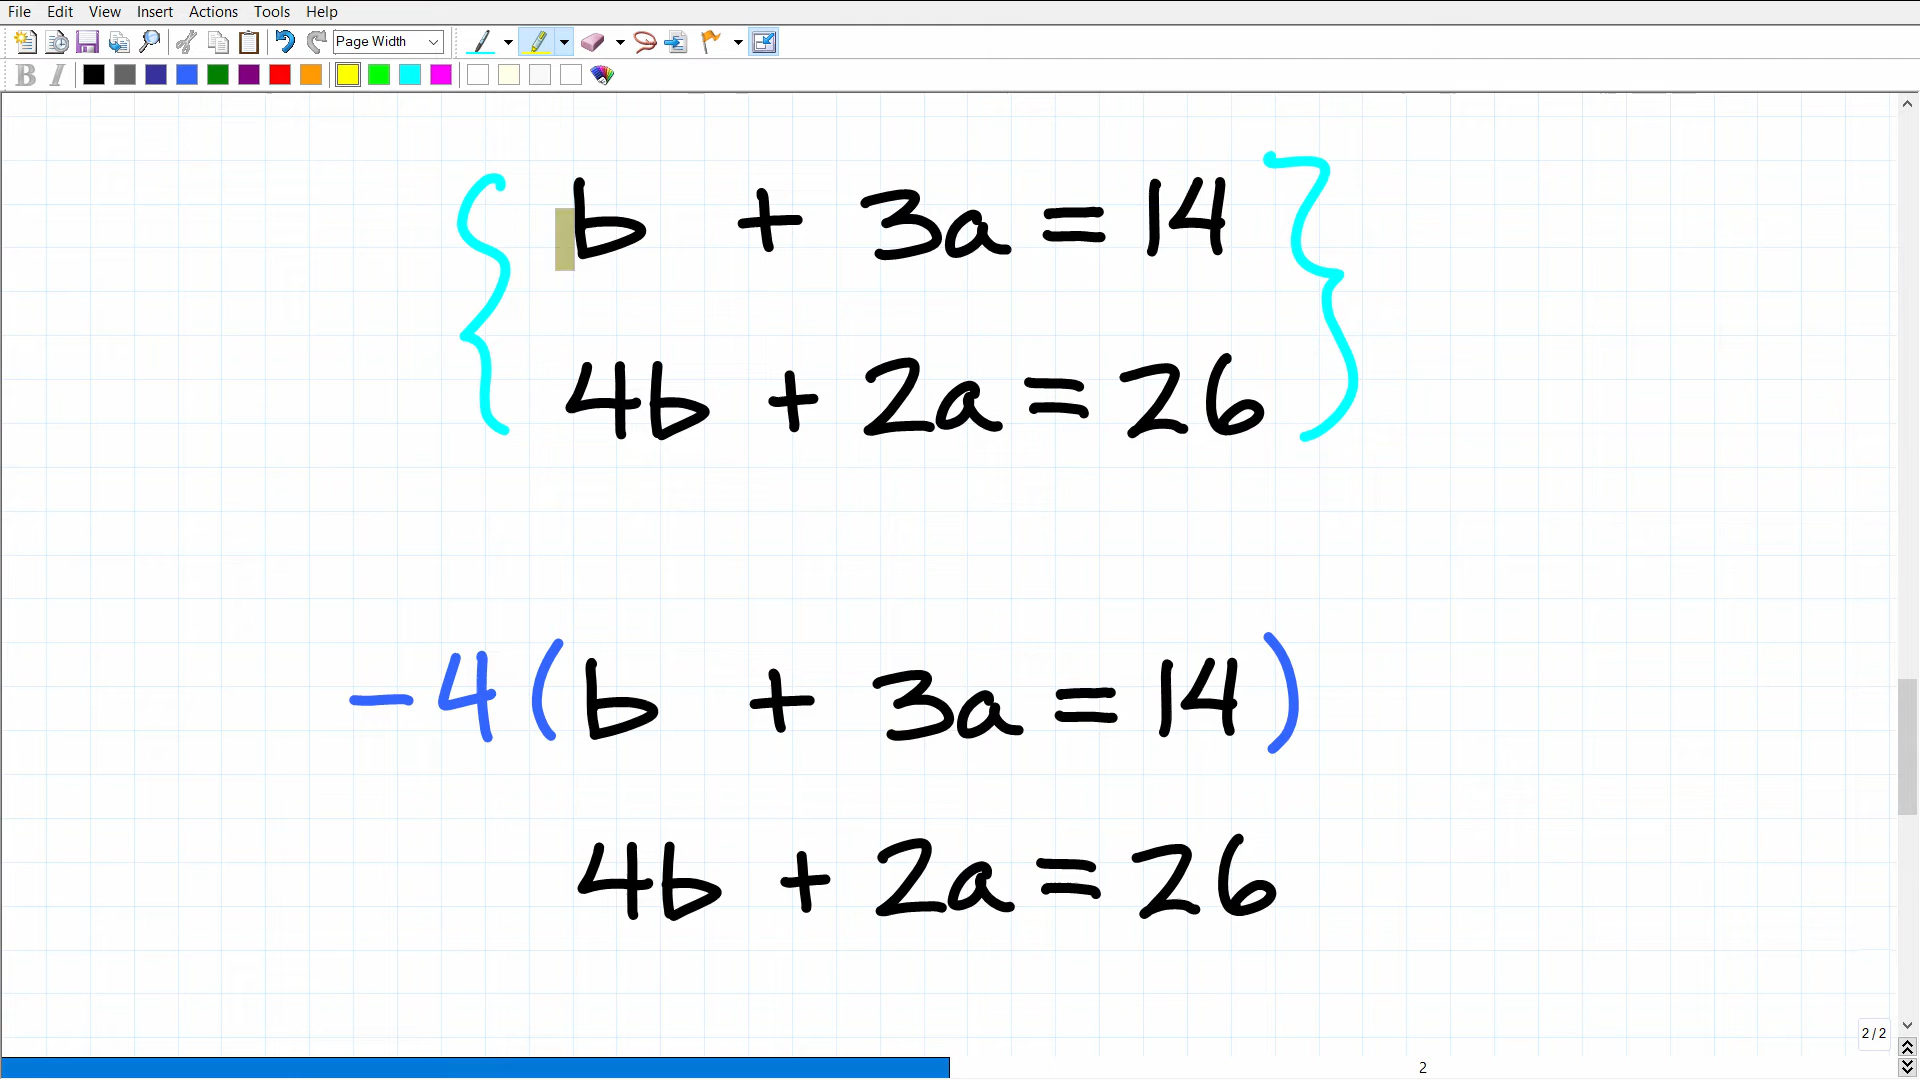 File Edit View Insert Actions Tools Help
Page Width
B I
b + 3a = 14
4b + 2a = 26
-4(b + 3a = 14)
4b + 2a = 26
2 / 2
2